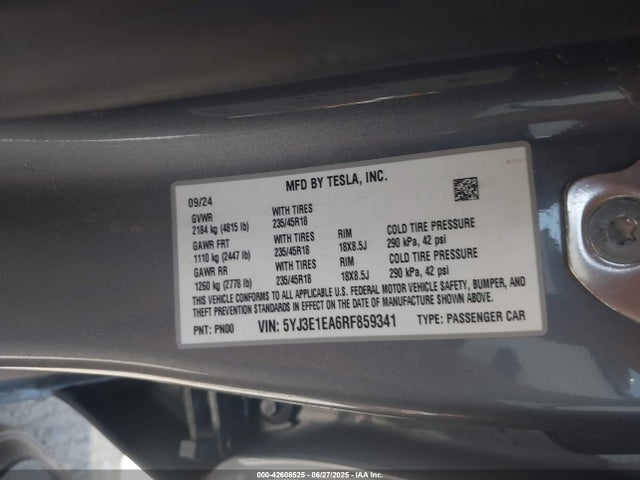 MFD BY TESLA, INC.
09/24
GVWR WITH TIRES
2184 kg (4815 lb) 235/45R18
GAWR FRT WITH TIRES RIM COLD TIRE PRESSURE
1110 kg (2447 lb) 235/45R18 18X8.5J 290 kPa, 42 psi
GAWR RR WITH TIRES RIM COLD TIRE PRESSURE
1260 kg (2778 lb) 235/45R18 18X8.5J 290 kPa, 42 psi
THIS VEHICLE CONFORMS TO ALL APPLICABLE U.S. FEDERAL MOTOR VEHICLE SAFETY, BUMPER, AND
THEFT PREVENTION STANDARDS IN EFFECT ON THE DATE OF MANUFACTURE SHOWN ABOVE.
PNT: PN00 VIN: 5YJ3E1EA6RF859341 TYPE: PASSENGER CAR
000-42608525 - 06/27/2025 - IAA Inc.